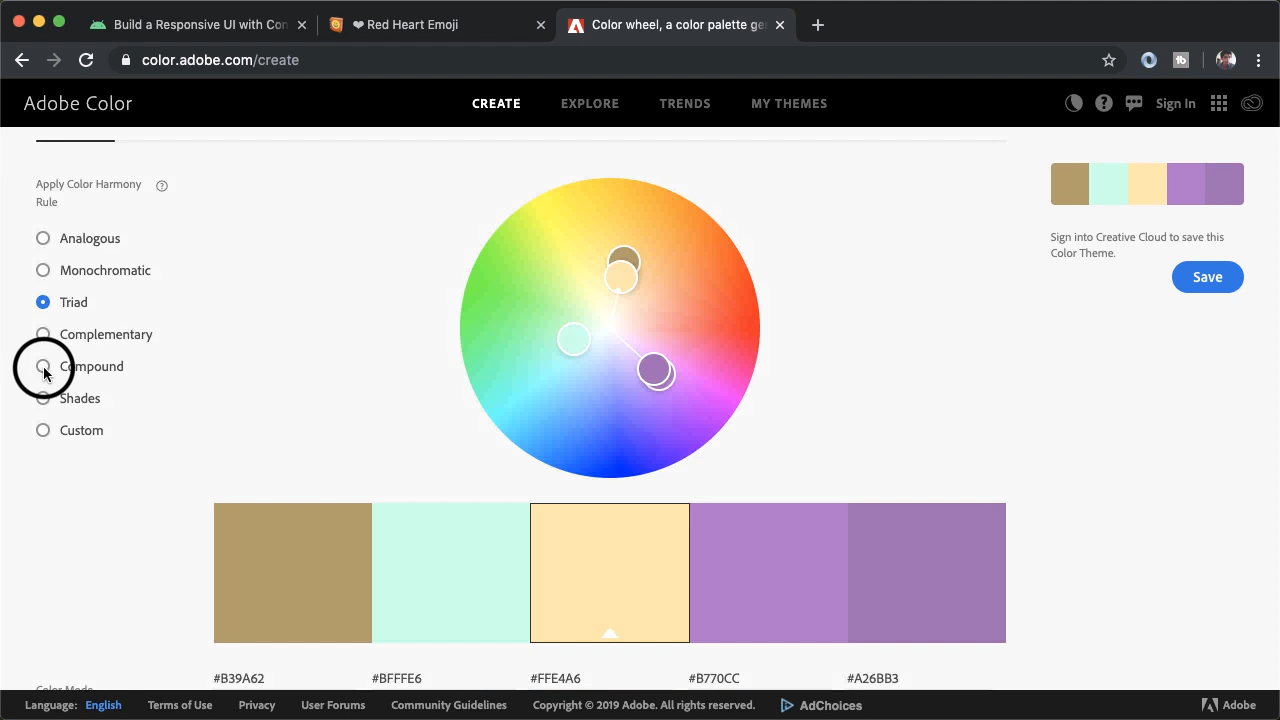 Build a Responsive UI with Con
❤ Red Heart Emoji
Color wheel, a color palette ge
color.adobe.com/create
Adobe Color
CREATE
EXPLORE
TRENDS
MY THEMES
Sign In
Apply Color Harmony
Rule
Analogous
Monochromatic
Triad
Complementary
Compound
Shades
Custom
Sign into Creative Cloud to save this
Color Theme.
Save
#B39A62
#BFFFE6
#FFE4A6
#B770CC
#A26BB3
Color Mode
Language: English
Terms of Use
Privacy
User Forums
Community Guidelines
Copyright © 2019 Adobe. All rights reserved.
AdChoices
Adobe